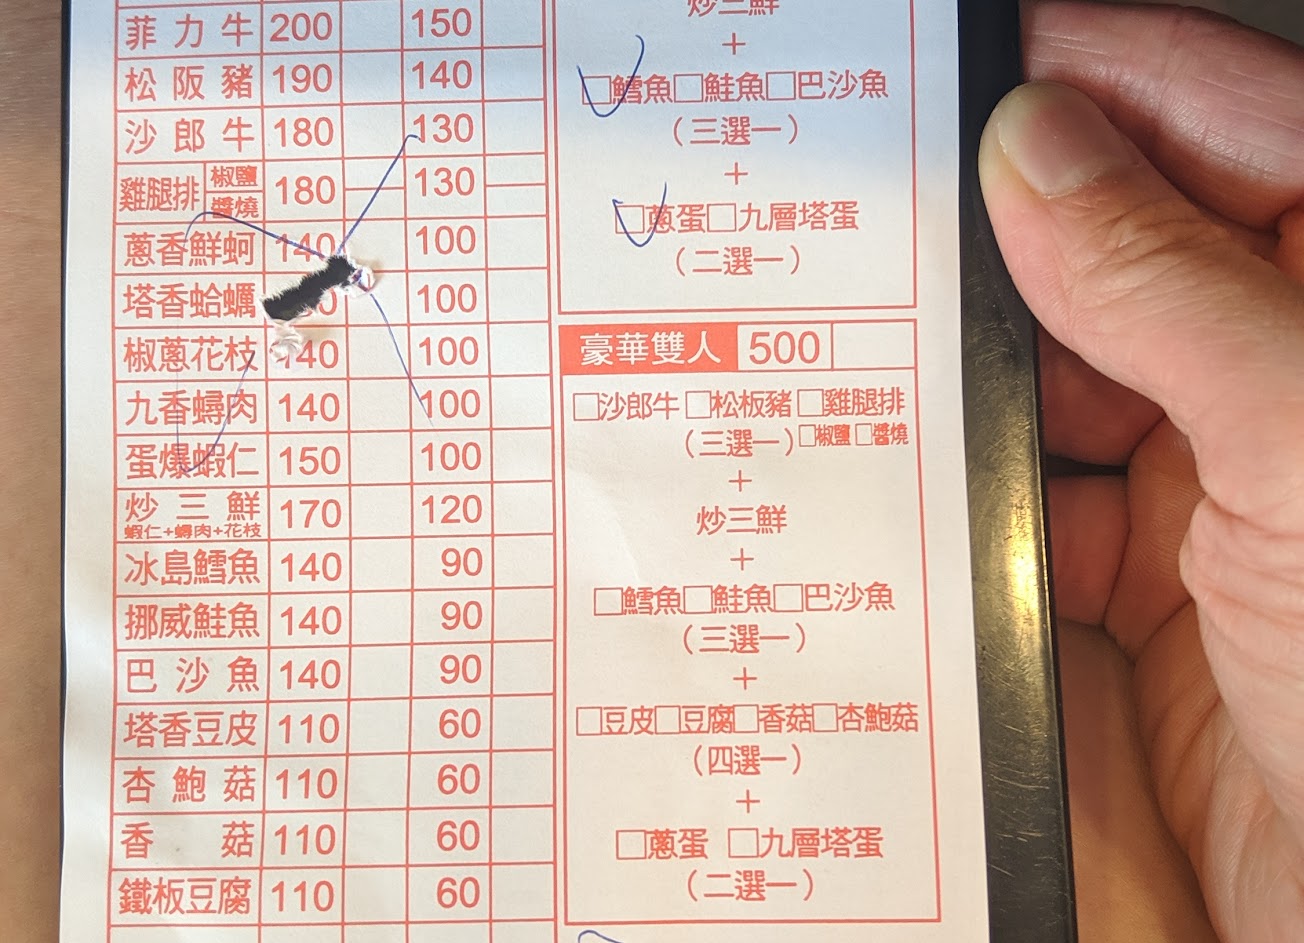 菲力牛 200 150
松阪豬 190 140
沙郎牛 180 130
雞腿排 椒鹽 醬燒 180 130
蔥香鮮蚵 140 100
塔香蛤蠣 100
椒蔥花枝 140 100
九香蟳肉 140 100
蛋爆蝦仁 150 100
炒三鮮 170 120
蝦仁+蟳肉+花枝
冰島鱈魚 140 90
挪威鮭魚 140 90
巴沙魚 140 90
塔香豆皮 110 60
杏鮑菇 110 60
香菇 110 60
鐵板豆腐 110 60
炒三鮮
+
□鱈魚□鮭魚□巴沙魚
(三選一)
+
□蔥蛋□九層塔蛋
(二選一)
豪華雙人 500
□沙郎牛 □松板豬 □雞腿排
(三選一) □椒鹽 □醬燒
+
炒三鮮
+
□鱈魚□鮭魚□巴沙魚
(三選一)
+
□豆皮□豆腐□香菇□杏鮑菇
(四選一)
+
□蔥蛋 □九層塔蛋
(二選一)